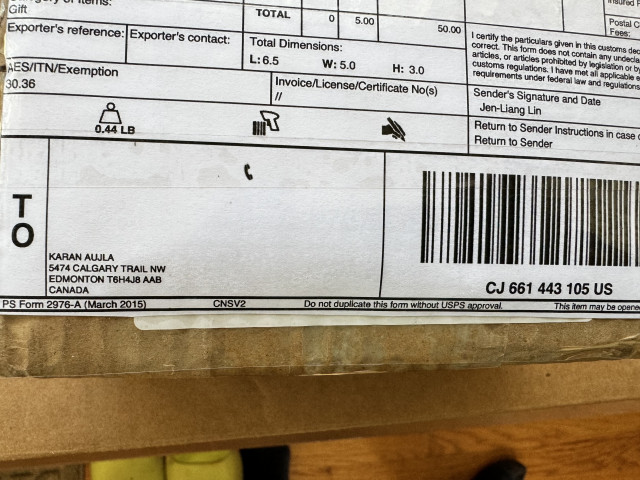 Gift
TOTAL 0 5.00 50.00
Postal
Fees:
Exporter's reference: Exporter's contact:
Total Dimensions:
L: 6.5 W: 5.0 H: 3.0
I certify the particulars given in this customs
correct. This form does not contain any
articles, or articles prohibited by legislation or by
customs regulations. I have met all applicable
requirements under federal law and regulations
AES/ITN/Exemption
30.36
Invoice/License/Certificate No(s)
//
Sender's Signature and Date
Jen-Liang Lin
0.44 LB
Return to Sender Instructions in case
Return to Sender
TO
KARAN AUJLA
5474 CALGARY TRAIL NW
EDMONTON T6H4J8 AAB
CANADA
CJ 661 443 105 US
PS Form 2976-A (March 2015) CNSV2 Do not duplicate this form without USPS approval. This item may be opened